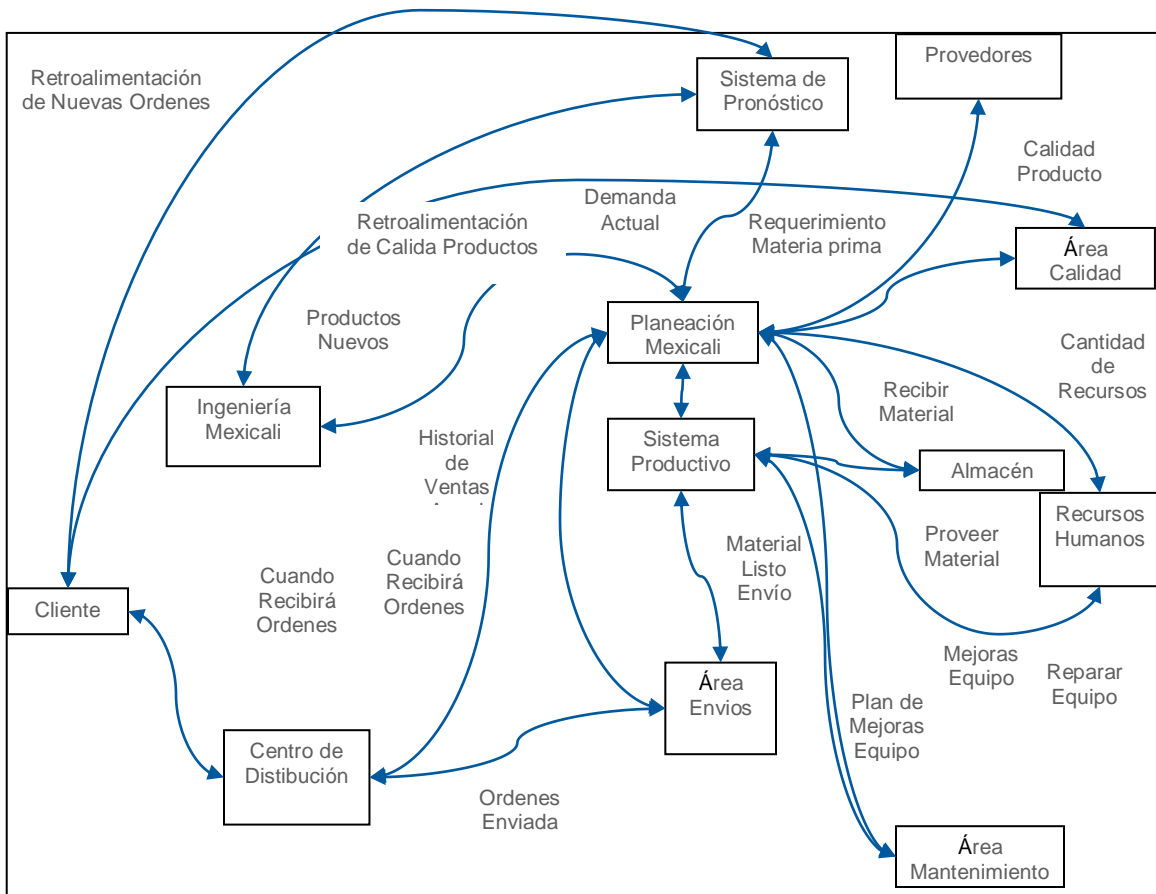 Retroalimentación
de Nuevas Ordenes
Sistema de
Pronóstico
Provedores
Calidad
Producto
Demanda
Actual
Retroalimentación
de Calida Productos
Requerimiento
Materia prima
Área
Calidad
Productos
Nuevos
Planeación
Mexicali
Cantidad
de
Recursos
Ingeniería
Mexicali
Recibir
Material
Historial
de
Ventas
Sistema
Productivo
Almacén
Recursos
Humanos
Proveer
Material
Material
Listo
Envío
Cuando
Recibirá
Ordenes
Cuando
Recibirá
Ordenes
Cliente
Mejoras
Equipo
Reparar
Equipo
Área
Envios
Plan de
Mejoras
Equipo
Centro de
Distibución
Ordenes
Enviada
Área
Mantenimiento